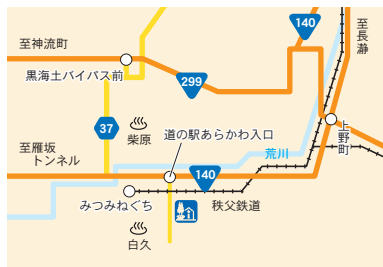 140
至長瀞
至神流町
黒海土バイパス前
299
37
柴原
道の駅あらかわ入口
上野町
至雁坂
トンネル
荒川
140
みつみねぐち
秩父鉄道
白久